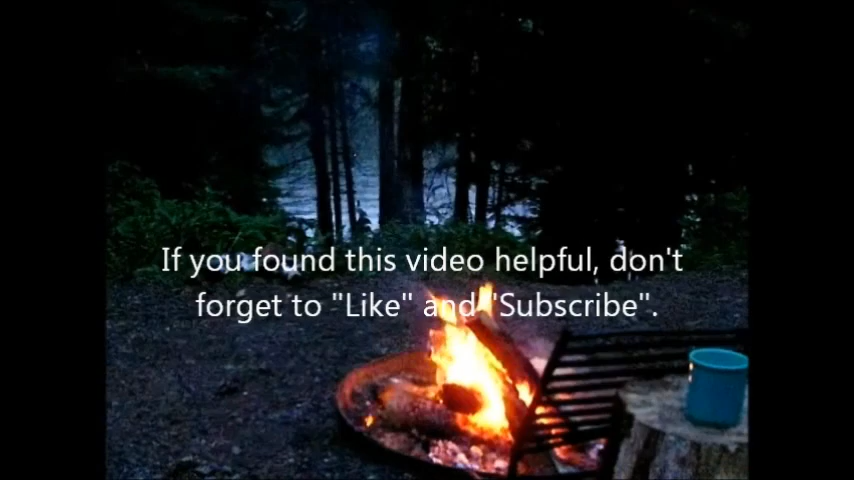 If you found this video helpful, don't
forget to "Like" and "Subscribe".